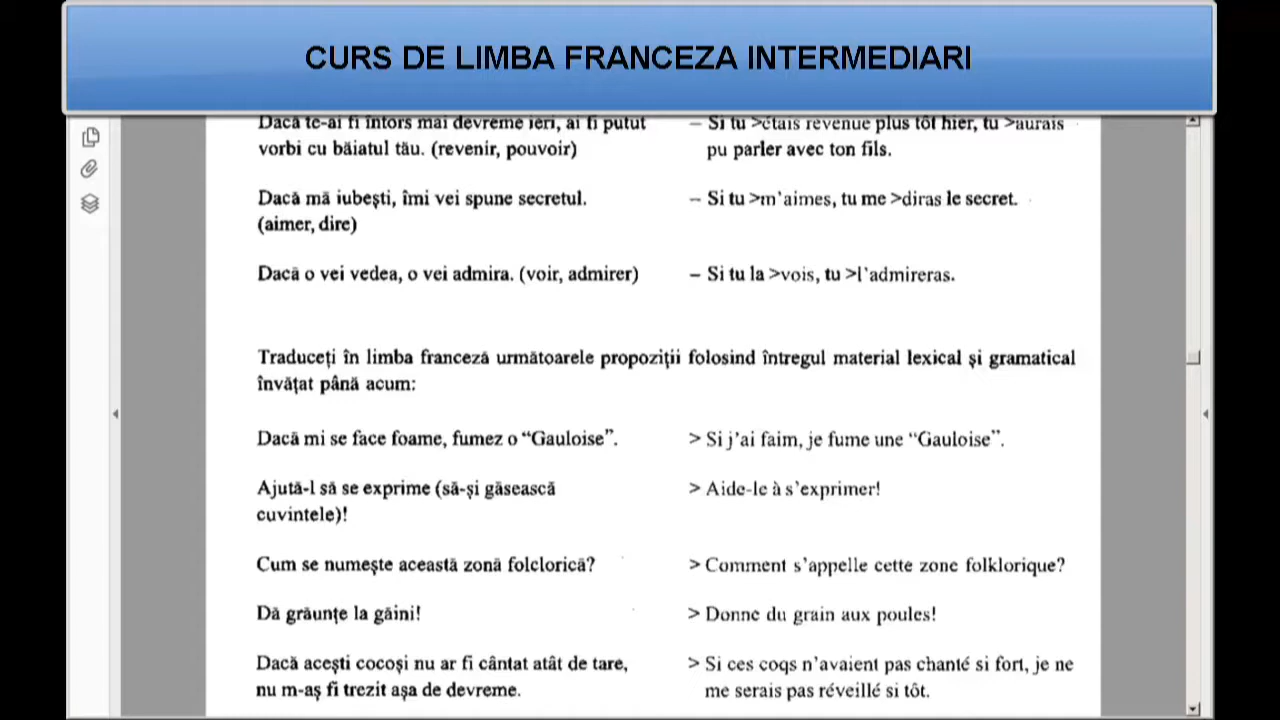 CURS DE LIMBA FRANCEZA INTERMEDIARI
Dacă te-ai fi întors mai devreme ieri, ai fi putut
vorbi cu băiatul tău. (revenir, pouvoir)
– Si tu >étais revenue plus tôt hier, tu >aurais
pu parler avec ton fils.
Dacă mă iubești, îmi vei spune secretul.
(aimer, dire)
– Si tu >m'aimes, tu me >diras le secret.
Dacă o vei vedea, o vei admira. (voir, admirer)
– Si tu la >vois, tu >l'admireras.
Traduceți în limba franceză următoarele propoziții folosind întregul material lexical și gramatical
învățat până acum:
Dacă mi se face foame, fumez o “Gauloise”.
> Si j'ai faim, je fume une “Gauloise”.
Ajută-l să se exprime (să-și găsească
cuvintele)!
> Aide-le à s'exprimer!
Cum se numește această zonă folclorică?
> Comment s'appelle cette zone folklorique?
Dă grăunțe la găini!
> Donne du grain aux poules!
Dacă acești cocoși nu ar fi cântat atât de tare,
nu m-aș fi trezit așa de devreme.
> Si ces coqs n'avaient pas chanté si fort, je ne
me serais pas réveillé si tôt.